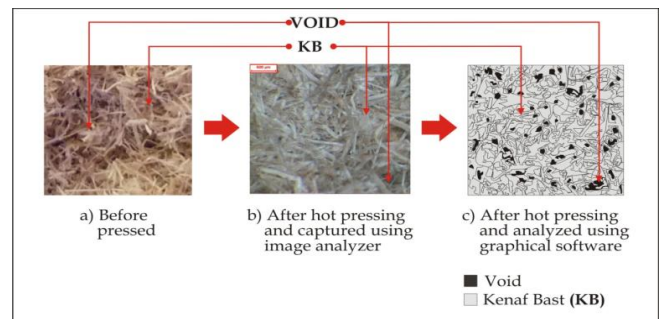 VOID
KB
a) Before
pressed
b) After hot pressing
and captured using
image analyzer
c) After hot pressing
and analyzed using
graphical software
Void
Kenaf Bast (KB)